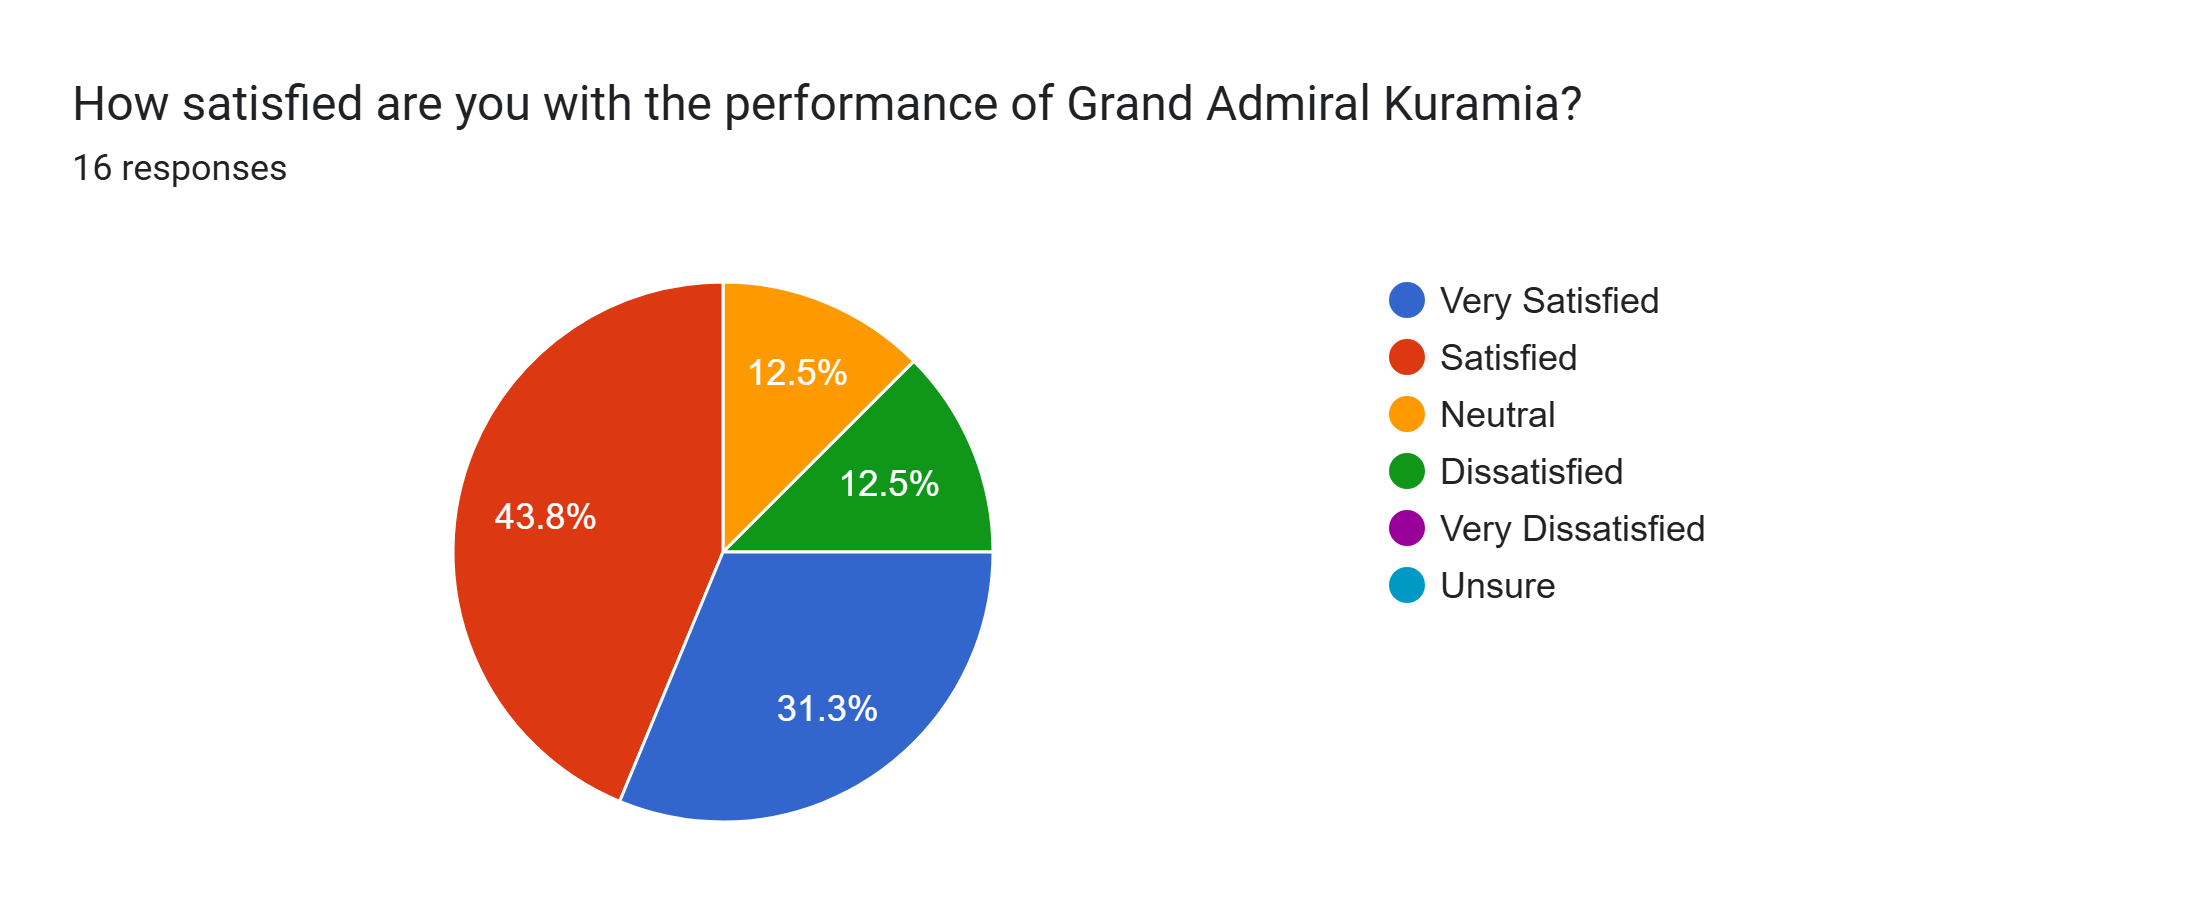 How satisfied are you with the performance of Grand Admiral Kuramia?
16 responses
12.5%
12.5%
43.8%
31.3%
Very Satisfied
Satisfied
Neutral
Dissatisfied
Very Dissatisfied
Unsure